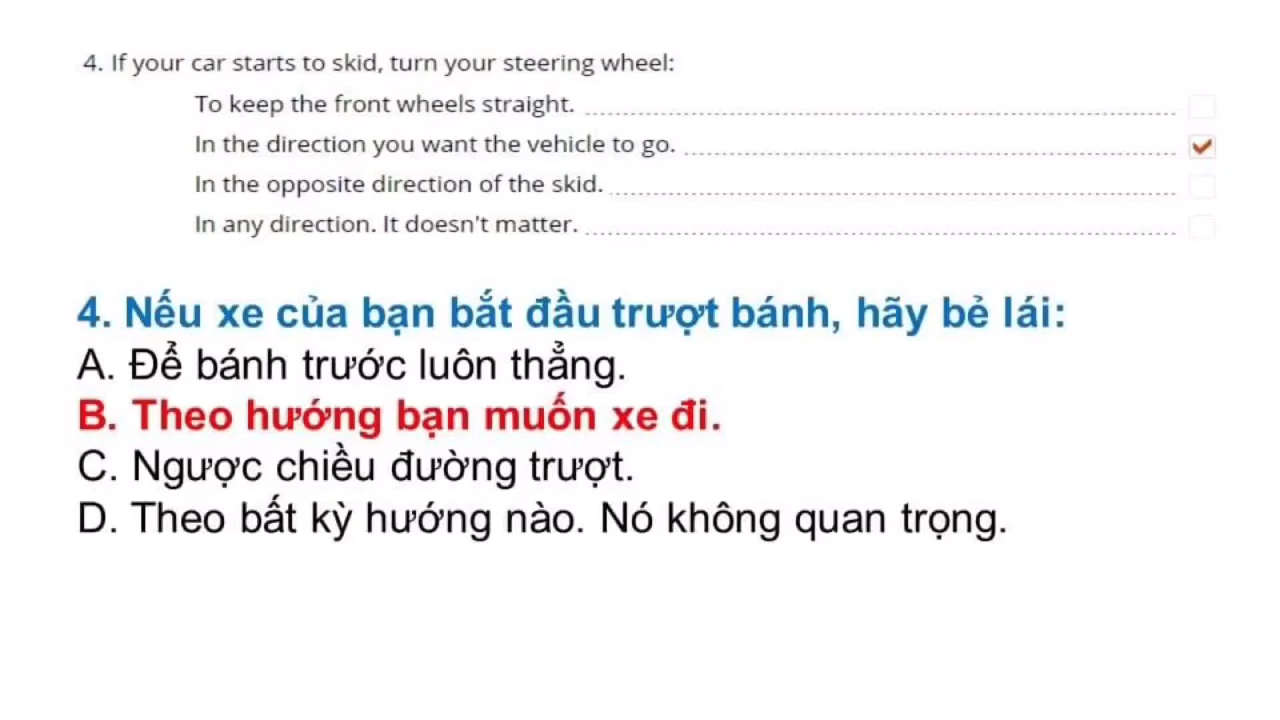 4. If your car starts to skid, turn your steering wheel:
To keep the front wheels straight.
In the direction you want the vehicle to go.
In the opposite direction of the skid.
In any direction. It doesn't matter.
4. Nếu xe của bạn bắt đầu trượt bánh, hãy bẻ lái:
A. Để bánh trước luôn thẳng.
B. Theo hướng bạn muốn xe đi.
C. Ngược chiều đường trượt.
D. Theo bất kỳ hướng nào. Nó không quan trọng.